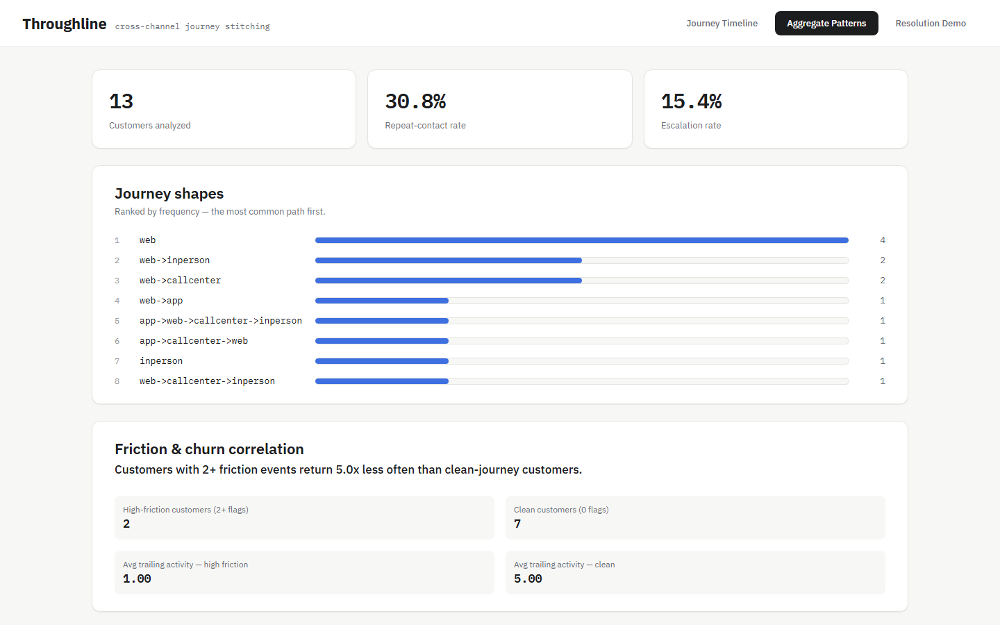 Throughline cross-channel journey stitching
Journey Timeline
Aggregate Patterns
Resolution Demo
13
Customers analyzed
30.8%
Repeat-contact rate
15.4%
Escalation rate
Journey shapes
Ranked by frequency — the most common path first.
1 web 4
2 web->inperson 2
3 web->callcenter 2
4 web->app 1
5 app->web->callcenter->inperson 1
6 app->callcenter->web 1
7 inperson 1
8 web->callcenter->inperson 1
Friction & churn correlation
Customers with 2+ friction events return 5.0x less often than clean-journey customers.
High-friction customers (2+ flags)
2
Clean customers (0 flags)
7
Avg trailing activity — high friction
1.00
Avg trailing activity — clean
5.00